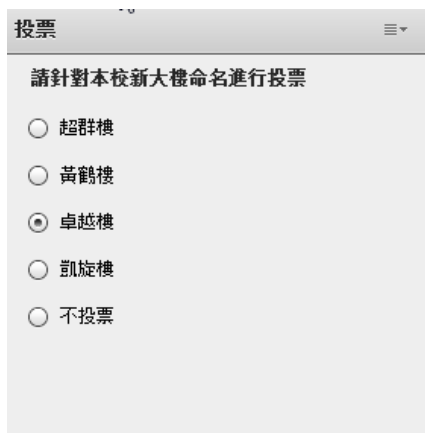 投票
請針對本校新大樓命名進行投票
超群樓
黃鶴樓
卓越樓
凱旋樓
不投票